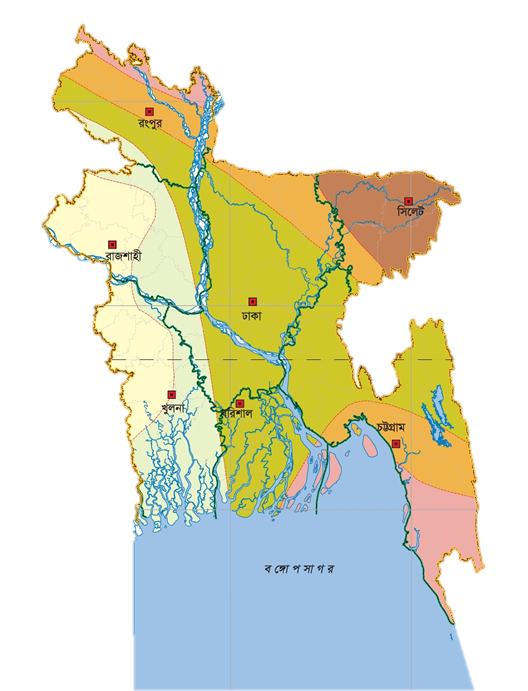 রংপুর
সিলেট
রাজশাহী
ঢাকা
খুলনা
বরিশাল
চট্টগ্রাম
বঙ্গোপসাগর